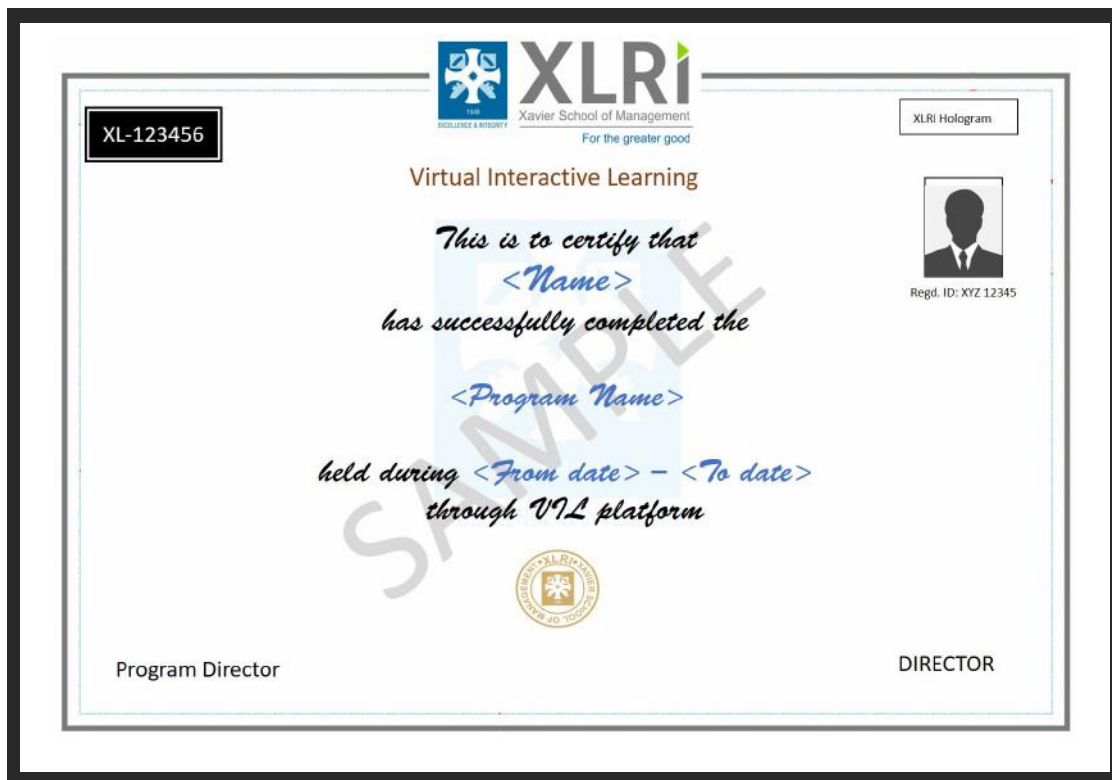 XLRi
1949
EXCELLENCE & INTEGRITY
Xavier School of Management
For the greater good
XL-123456
XLRI Hologram
Virtual Interactive Learning
This is to certify that
<Name>
Regd. ID: XYZ 12345
has successfully completed the
<Program Name>
held during <From date> – <To date>
through VIL platform
SAMPLE
XLRI XAVIER SCHOOL OF MANAGEMENT
Program Director
DIRECTOR